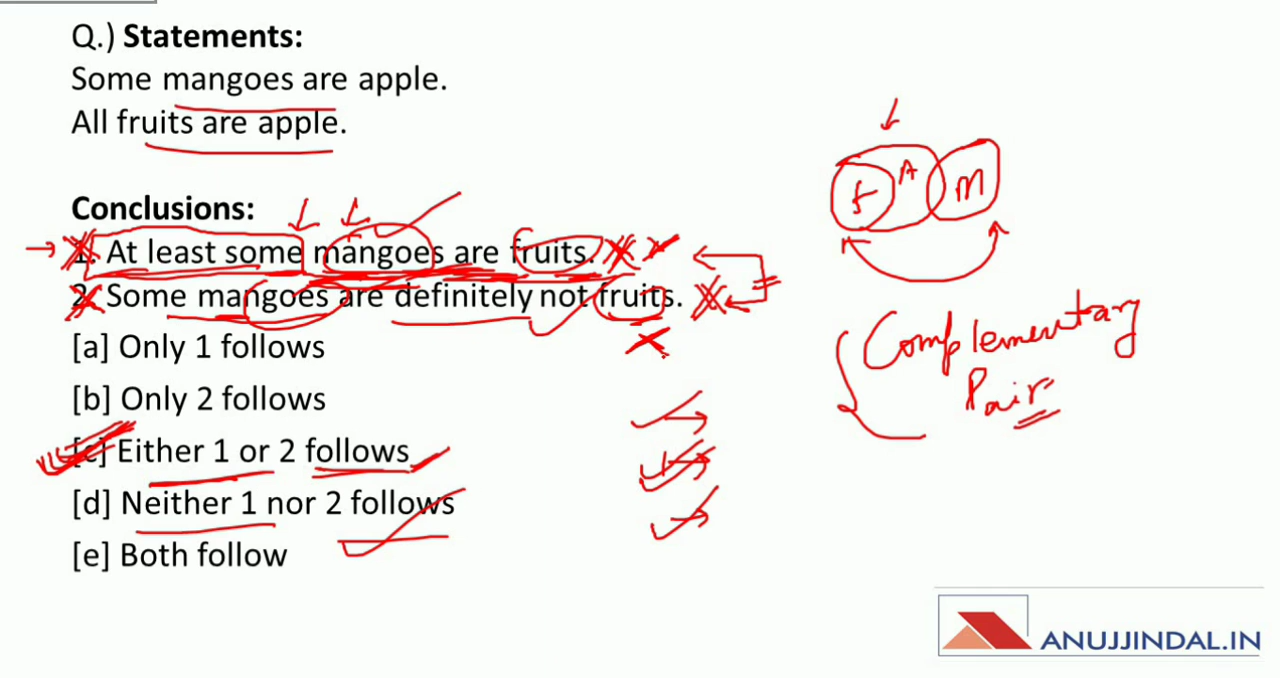 Q.) Statements:
Some mangoes are apple.
All fruits are apple.
Conclusions:
1. At least some mangoes are fruits.
2. Some mangoes are definitely not fruits.
[a] Only 1 follows
[b] Only 2 follows
[c] Either 1 or 2 follows
[d] Neither 1 nor 2 follows
[e] Both follow
f A m
Complementary
Pair
ANUJJINDAL.IN